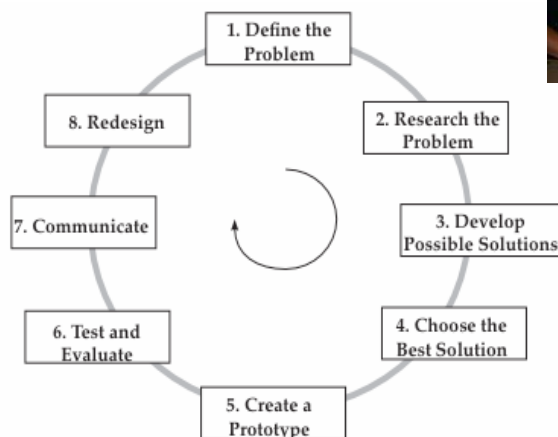 1. Define the
Problem
2. Research the
Problem
3. Develop
Possible Solutions
4. Choose the
Best Solution
5. Create a
Prototype
6. Test and
Evaluate
7. Communicate
8. Redesign